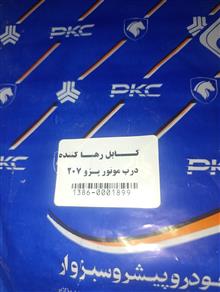 PKC
PKC
PKC
کابل رها کننده
درب موتور پژو ۲۰۷
1386-0001899
خودرو پیشرو سبزوار